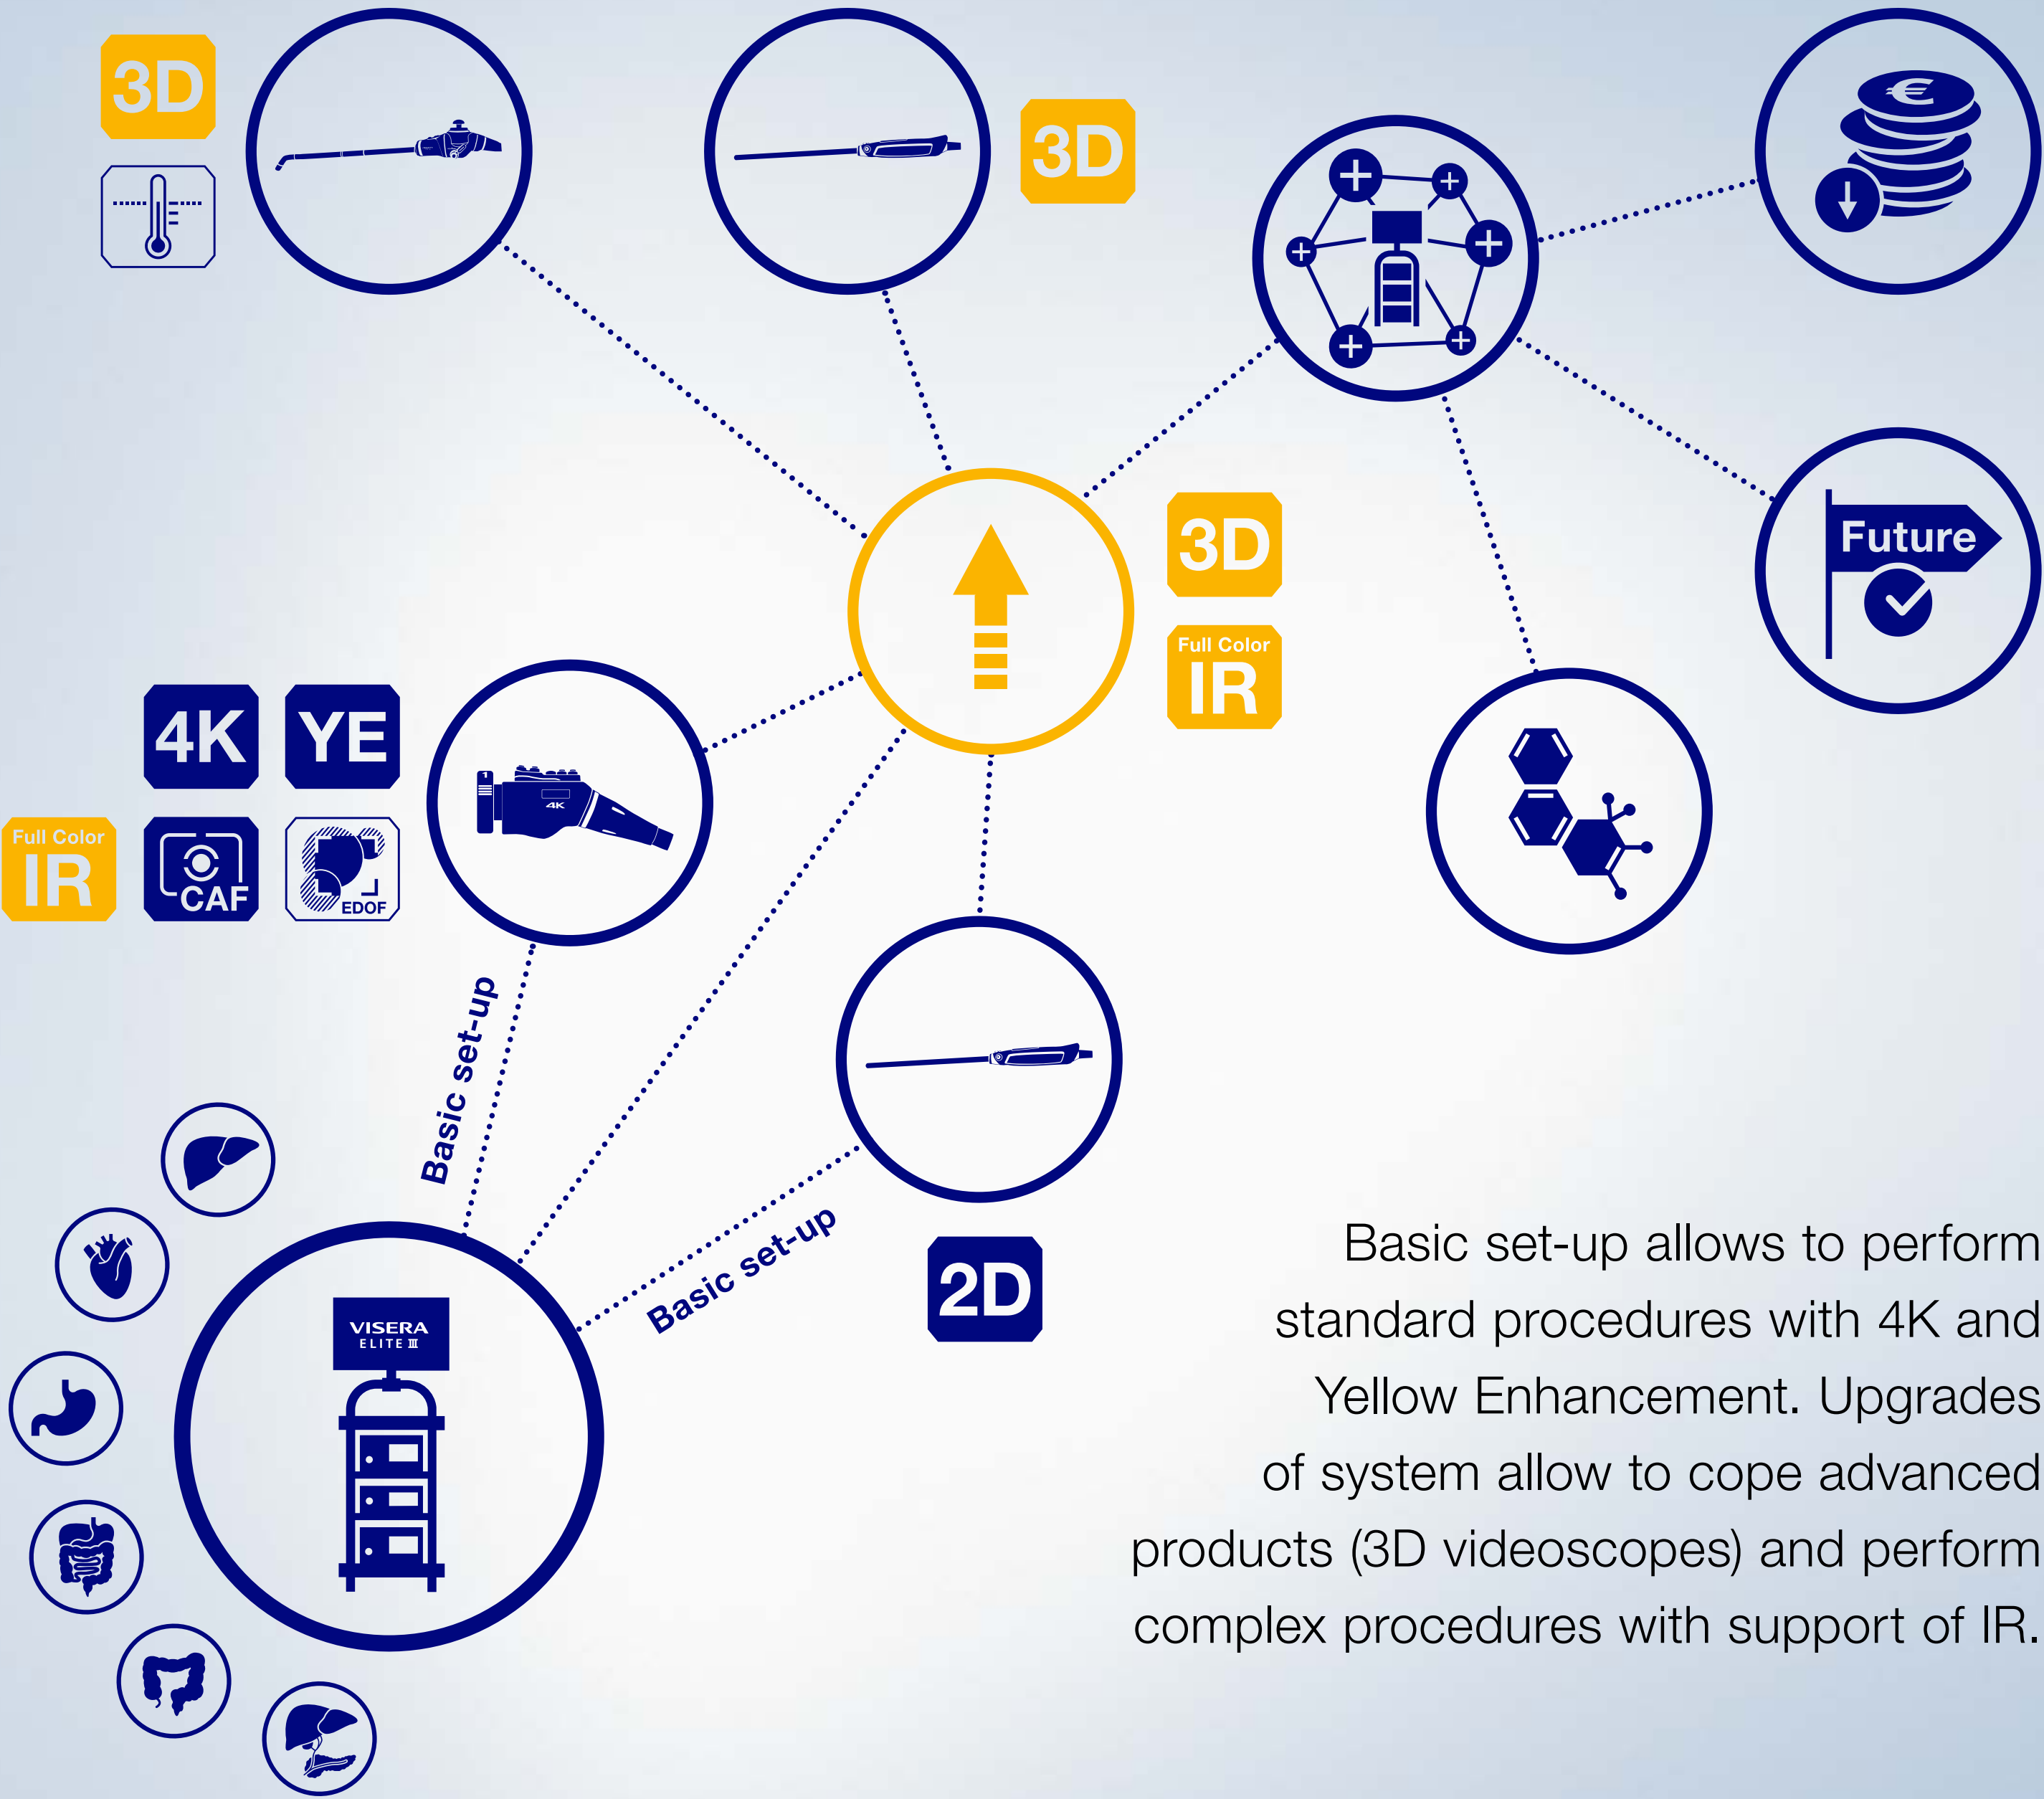 3D
3D
€
3D
Full Color
IR
Future
4K
YE
Full Color
IR
CAF
EDOF
1
4K
Basic set-up
Basic set-up
2D
VISERA
ELITE III
Basic set-up allows to perform
standard procedures with 4K and
Yellow Enhancement. Upgrades
of system allow to cope advanced
products (3D videoscopes) and perform
complex procedures with support of IR.